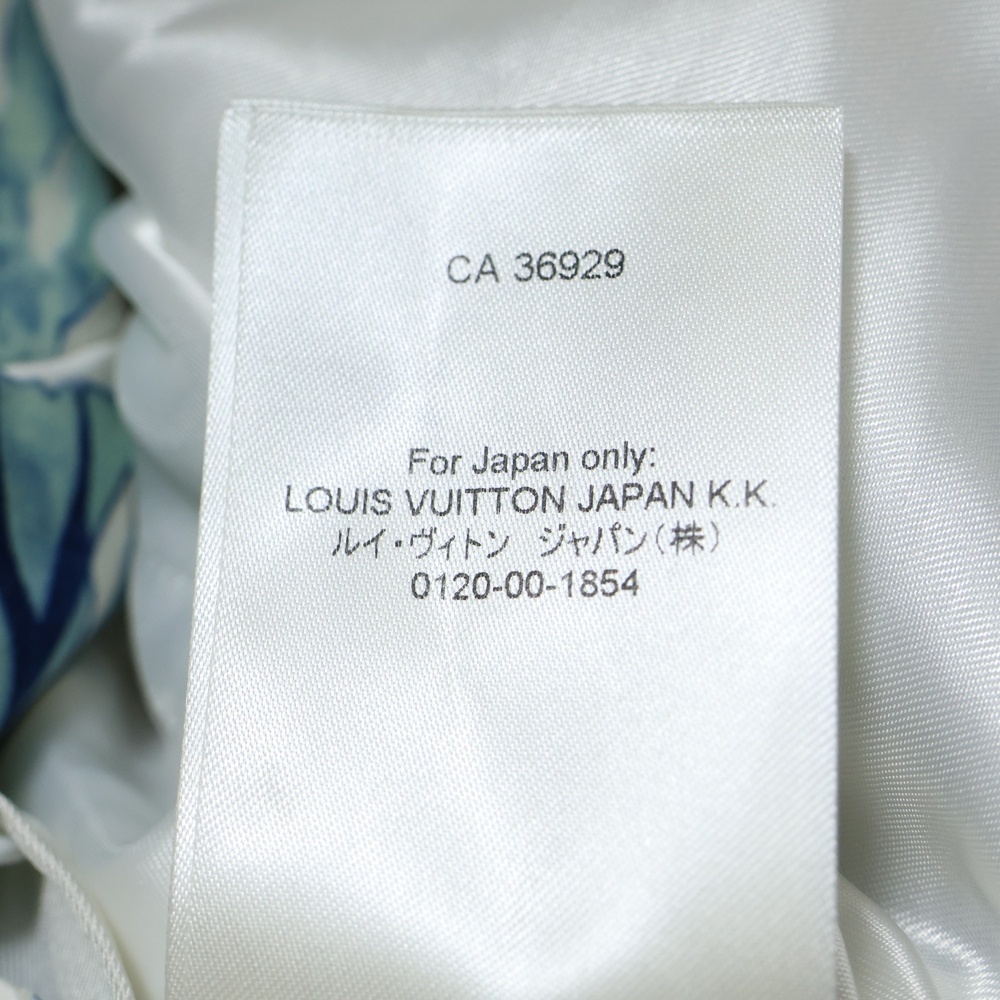 CA 36929
For Japan only:
LOUIS VUITTON JAPAN K.K.
ルイ・ヴィトン ジャパン(株)
0120-00-1854